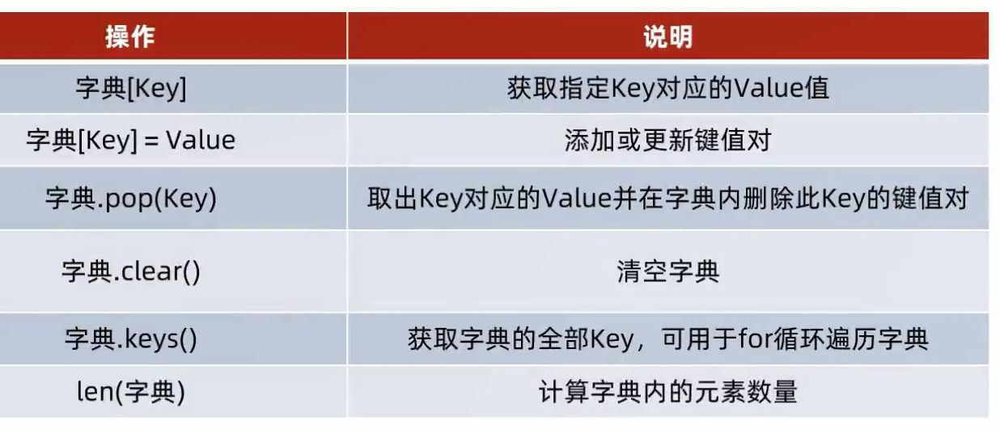 操作 说明
字典[Key] 获取指定Key对应的Value值
字典[Key] = Value 添加或更新键值对
字典.pop(Key) 取出Key对应的Value并在字典内删除此Key的键值对
字典.clear() 清空字典
字典.keys() 获取字典的全部Key，可用于for循环遍历字典
len(字典) 计算字典内的元素数量